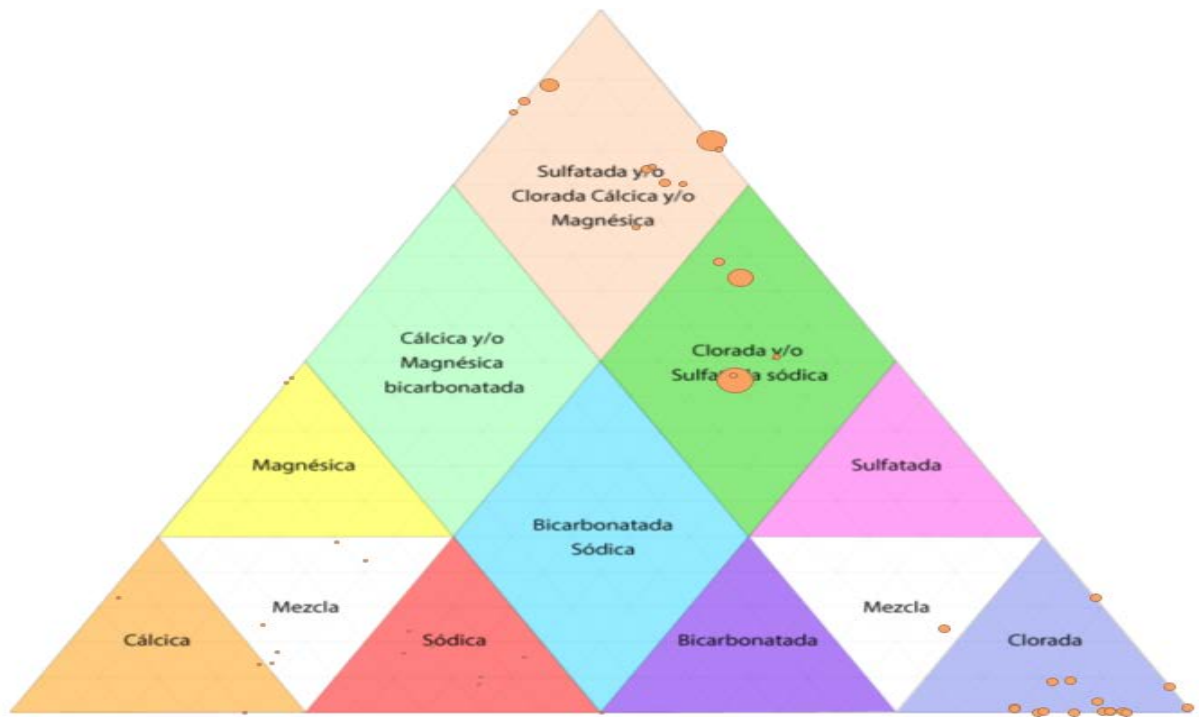 Sulfatada y/o
Clorada Cálcica y/o
Magnésica
Cálcica y/o
Magnésica
bicarbonatada
Clorada y/o
Sulfatada sódica
Magnésica
Sulfatada
Bicarbonatada
Sódica
Mezcla
Mezcla
Cálcica
Sódica
Bicarbonatada
Clorada